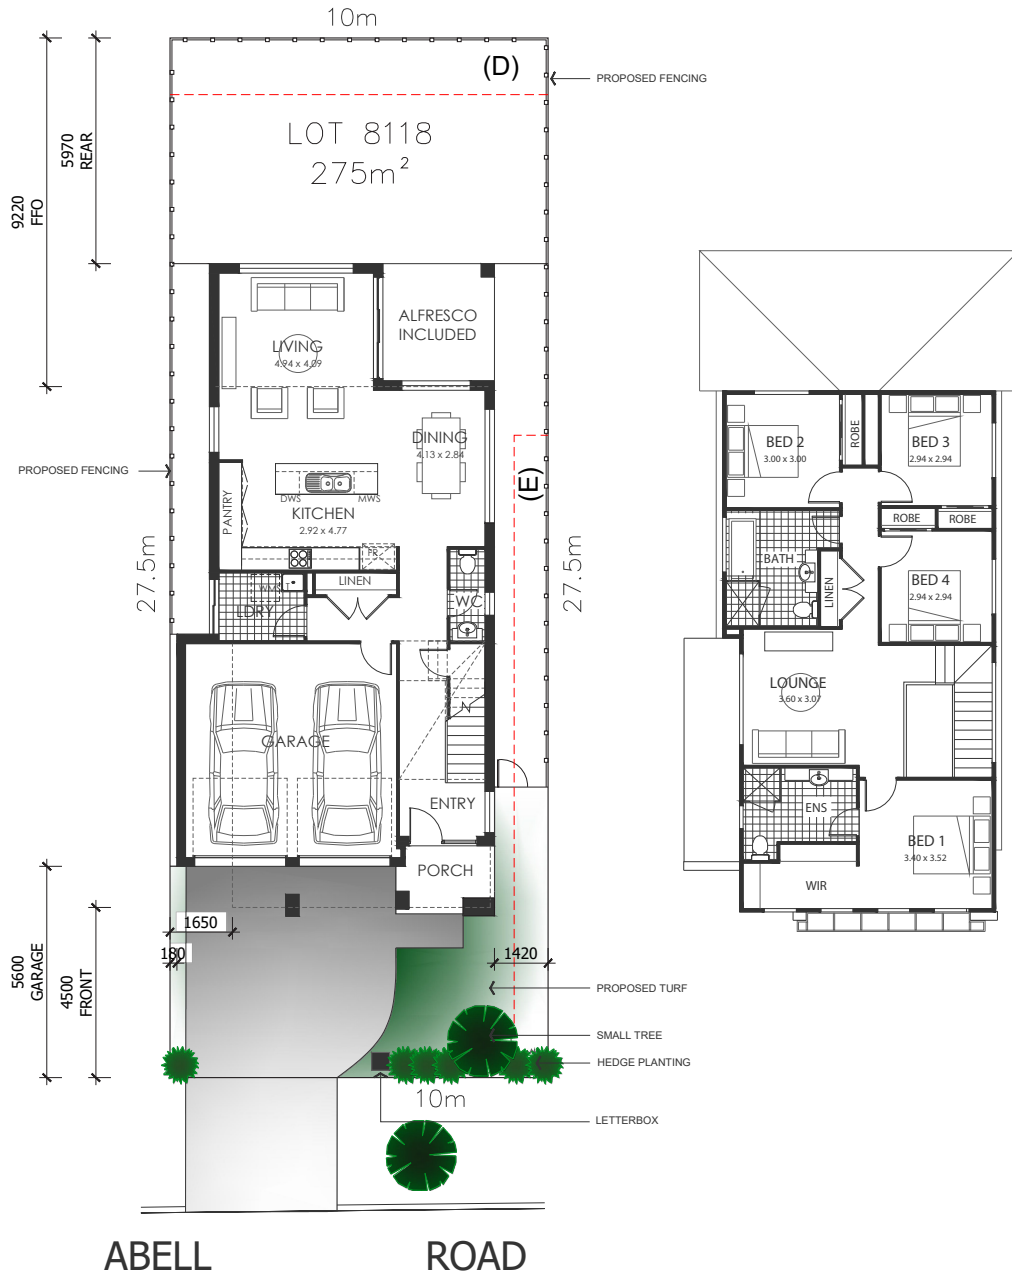 10m
(D)
PROPOSED FENCING
LOT 8118
275m²
5970
REAR
9220
FFO
ALFRESCO
INCLUDED
LIVING
4.94 x 4.09
DINING
4.13 x 2.84
PROPOSED FENCING
(E)
PANTRY
DWS
MWS
KITCHEN
2.92 x 4.77
FR
27.5m
27.5m
WM
T
LINEN
LDRY
WC
GARAGE
ENTRY
PORCH
1650
180
1420
5600
GARAGE
4500
FRONT
PROPOSED TURF
SMALL TREE
HEDGE PLANTING
10m
LETTERBOX
ABELL ROAD
BED 2
3.00 x 3.00
ROBE
BED 3
2.94 x 2.94
ROBE
ROBE
BATH
LINEN
BED 4
2.94 x 2.94
LOUNGE
3.60 x 3.07
ENS
BED 1
3.40 x 3.52
WIR